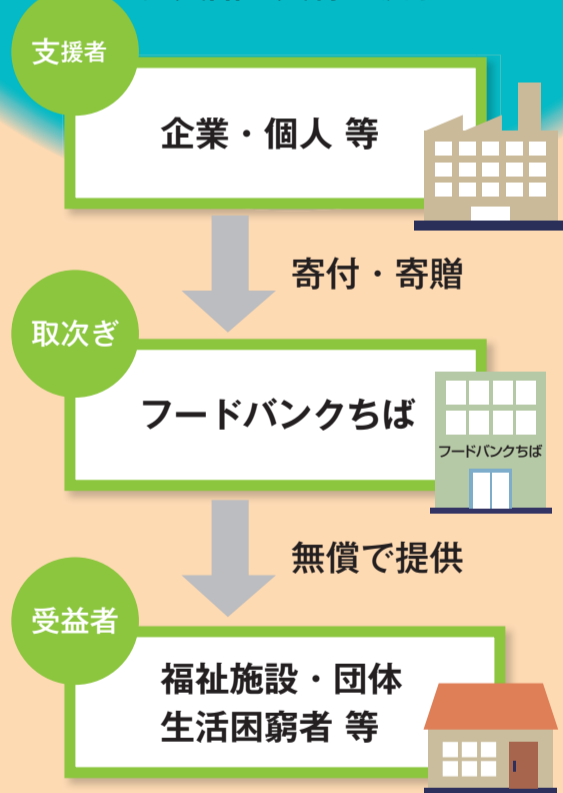 支援者
企業・個人 等
寄付・寄贈
取次ぎ
フードバンクちば
フードバンクちば
無償で提供
受益者
福祉施設・団体
生活困窮者 等